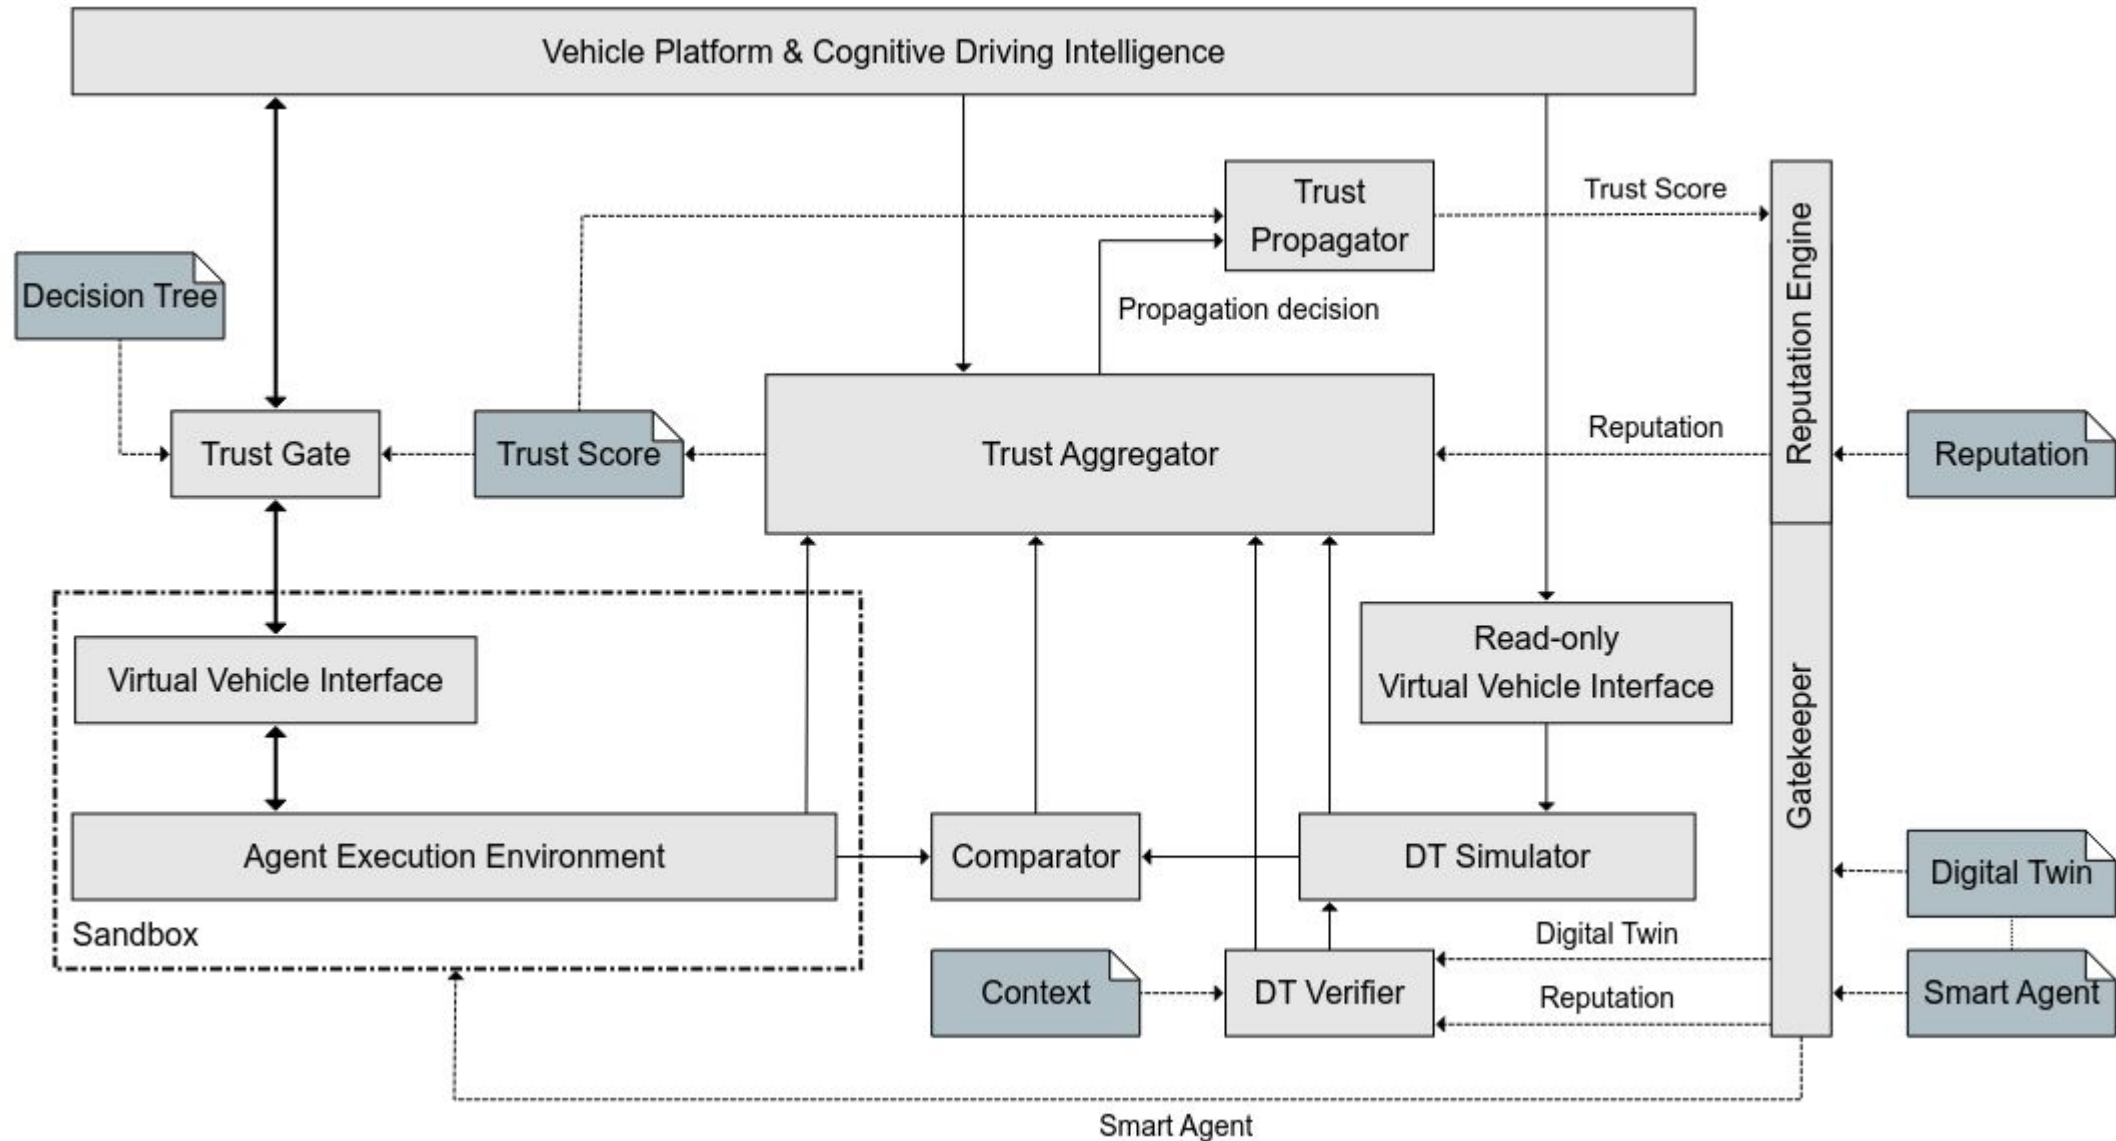 Vehicle Platform & Cognitive Driving Intelligence
Trust
Propagator
Trust Score
Reputation Engine
Decision Tree
Propagation decision
Trust Gate
Trust Score
Trust Aggregator
Reputation
Reputation
Virtual Vehicle Interface
Read-only
Virtual Vehicle Interface
Gatekeeper
Agent Execution Environment
Comparator
DT Simulator
Digital Twin
Sandbox
Digital Twin
Context
DT Verifier
Reputation
Smart Agent
Smart Agent